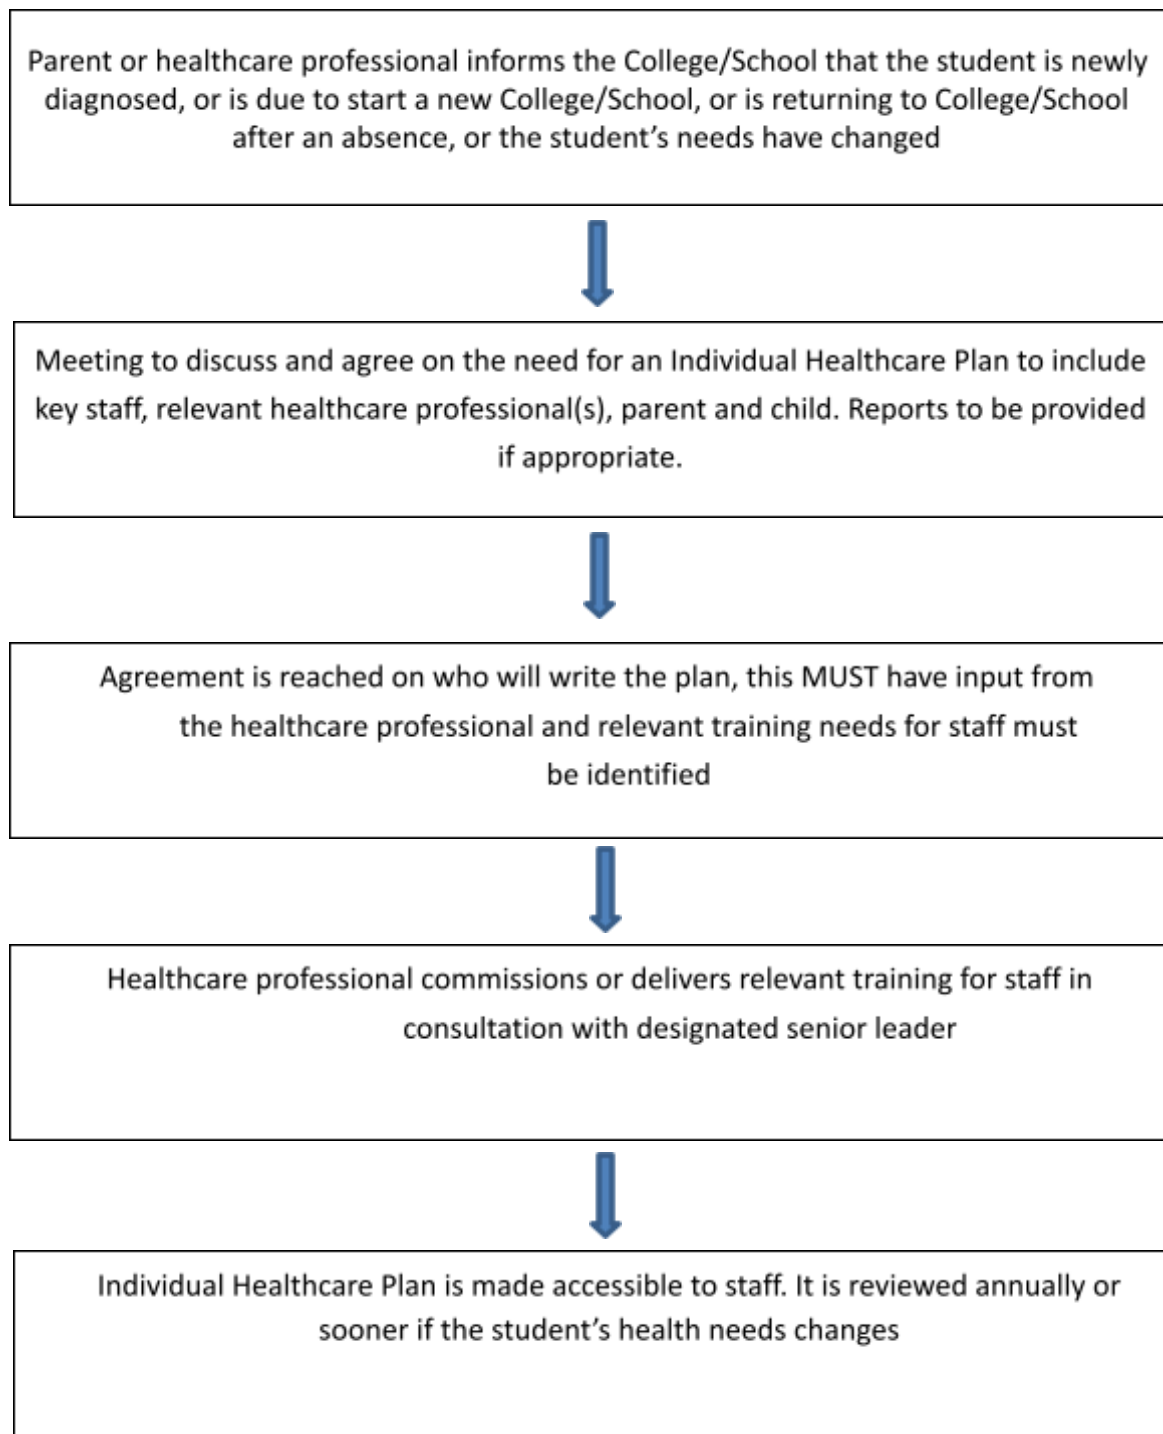 Parent or healthcare professional informs the College/School that the student is newly
diagnosed, or is due to start a new College/School, or is returning to College/School
after an absence, or the student’s needs have changed
Meeting to discuss and agree on the need for an Individual Healthcare Plan to include
key staff, relevant healthcare professional(s), parent and child. Reports to be provided
if appropriate.
Agreement is reached on who will write the plan, this MUST have input from
the healthcare professional and relevant training needs for staff must
be identified
Healthcare professional commissions or delivers relevant training for staff in
consultation with designated senior leader
Individual Healthcare Plan is made accessible to staff. It is reviewed annually or
sooner if the student’s health needs changes